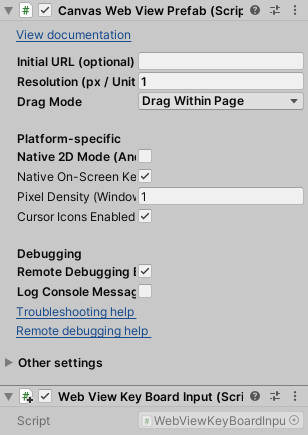 Canvas Web View Prefab (Scrip
View documentation
Initial URL (optional)
Resolution (px / Unit 1
Drag Mode Drag Within Page
Platform-specific
Native 2D Mode (An
Native On-Screen Ke
Pixel Density (Window 1
Cursor Icons Enabled
Debugging
Remote Debugging E
Log Console Messag
Troubleshooting help
Remote debugging help
Other settings
Web View Key Board Input (Scri
Script WebViewKeyBoardInpu